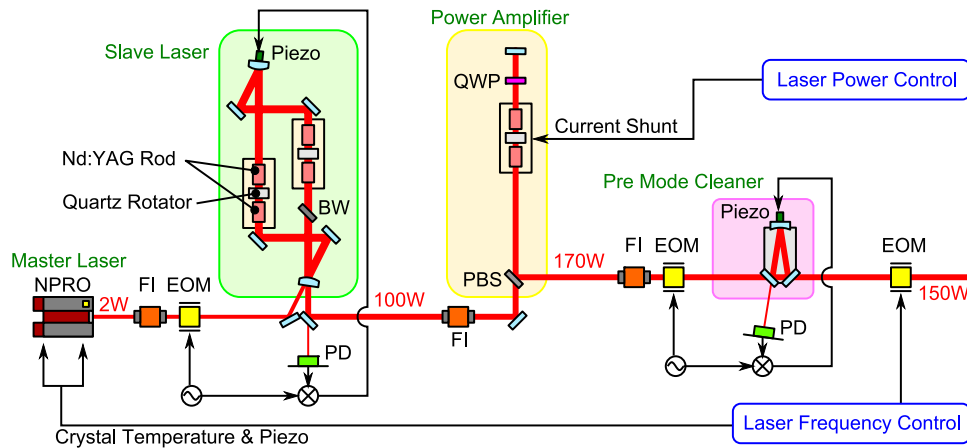 Power Amplifier
Slave Laser
Piezo
QWP
Laser Power Control
Current Shunt
Nd:YAG Rod
Quartz Rotator
BW
Pre Mode Cleaner
Piezo
Master Laser
NPRO
2W
FI
EOM
100W
FI
PBS
170W
FI
EOM
EOM
150W
PD
PD
Crystal Temperature & Piezo
Laser Frequency Control